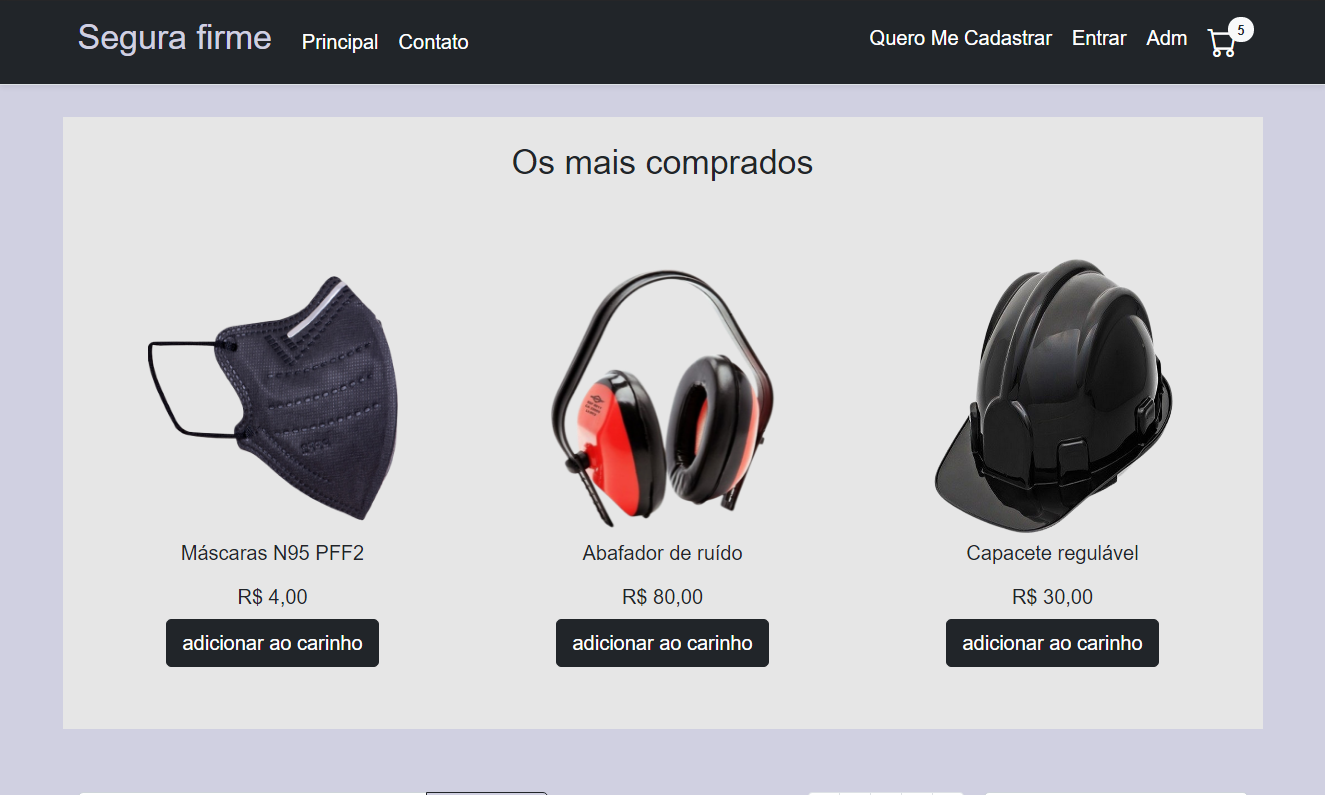 Segura firme
Principal
Contato
Quero Me Cadastrar
Entrar
Adm
5
Os mais comprados
Máscaras N95 PFF2
Abafador de ruído
Capacete regulável
R$ 4,00
R$ 80,00
R$ 30,00
adicionar ao carinho
adicionar ao carinho
adicionar ao carinho